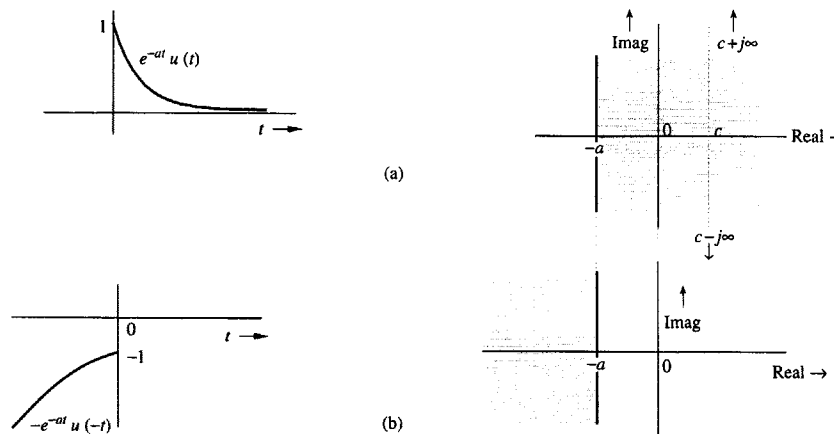 1
e^{-at} u(t)
t →
(a)
↑
Imag
↑
c+j∞
0
c
-a
Real →
c-j∞
↓
0
t →
-1
-e^{-at} u(-t)
(b)
↑
Imag
-a
0
Real →